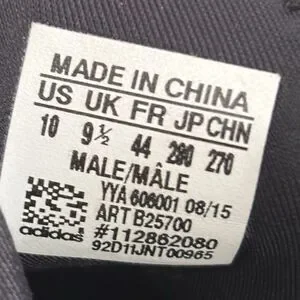 MADE IN CHINA
US UK FR JP CHN
10 9½ 44 280 270
MALE/MÂLE
YYA 606001 08/15
ART B25700
#112862080
adidas
92D11JNT00965